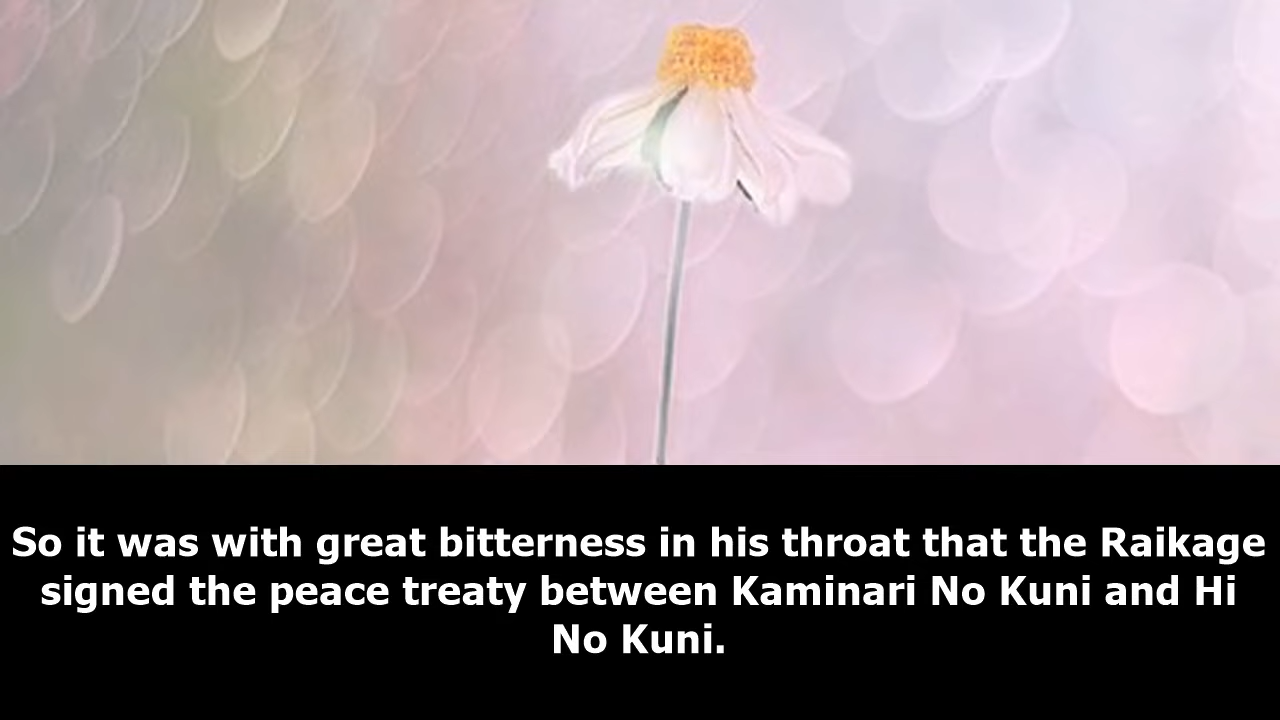 So it was with great bitterness in his throat that the Raikage
signed the peace treaty between Kaminari No Kuni and Hi
No Kuni.